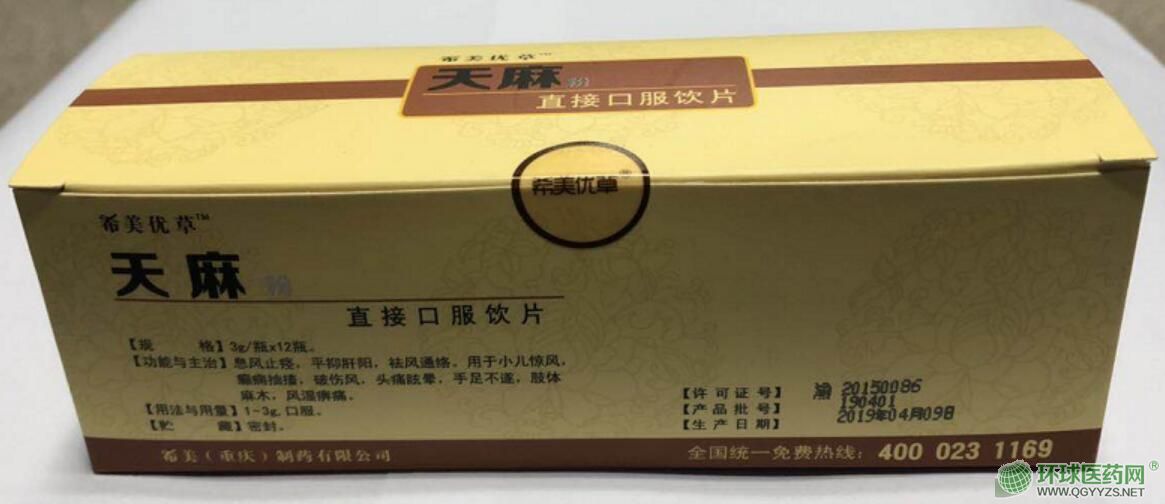 希美优草™
天麻粉
直接口服饮片
希美优草®
希美优草™
天麻粉
直接口服饮片
【规 格】3g/瓶x12瓶。
【功能与主治】息风止痉，平抑肝阳，祛风通络。用于小儿惊风，
癫痫抽搐，破伤风，头痛眩晕，手足不遂，肢体
麻木，风湿痹痛。
【用法与用量】1-3g,口服。
【贮 藏】密封。
【许可证号】渝 20150086
【产品批号】190401
【生产日期】2019年04月09日
希美（重庆）制药有限公司
全国统一免费热线：400 023 1169
环球医药网®
WWW.QGYYZS.NET